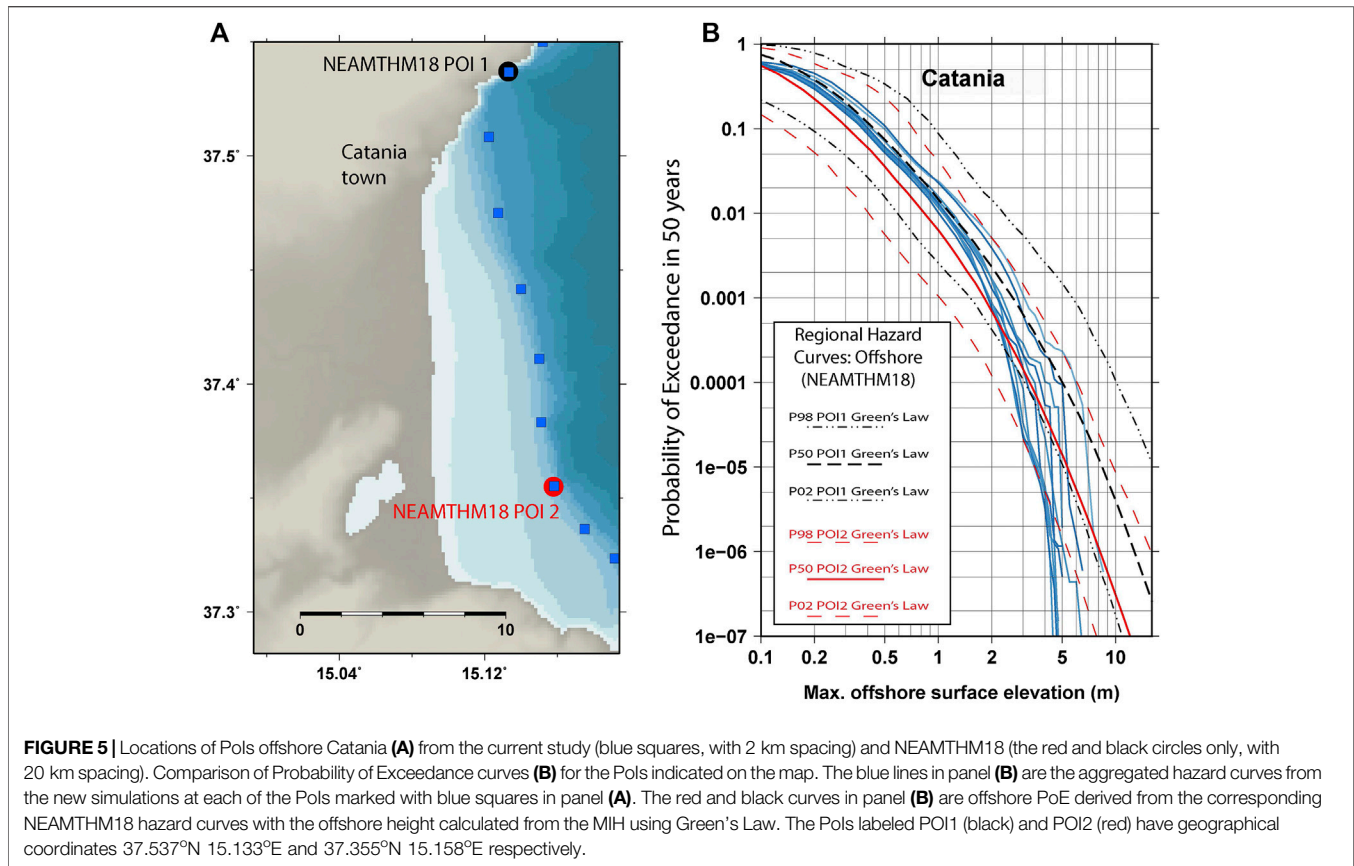 A
NEAMTHM18 POI 1
Catania
town
37.5°
37.4°
37.3°
NEAMTHM18 POI 2
0
10
15.04°
15.12°
B
Catania
Probability of Exceedance in 50 years
1
0.1
0.01
0.001
0.0001
1e−05
1e−06
1e−07
Regional Hazard
Curves: Offshore
(NEAMTHM18)
P98 POI1 Green's Law
P50 POI1 Green's Law
P02 POI1 Green's Law
P98 POI2 Green's Law
P50 POI2 Green's Law
P02 POI2 Green's Law
0.1 0.2 0.5 1 2 5 10
Max. offshore surface elevation (m)
FIGURE 5 | Locations of PoIs offshore Catania (A) from the current study (blue squares, with 2 km spacing) and NEAMTHM18 (the red and black circles only, with
20 km spacing). Comparison of Probability of Exceedance curves (B) for the PoIs indicated on the map. The blue lines in panel (B) are the aggregated hazard curves from
the new simulations at each of the PoIs marked with blue squares in panel (A). The red and black curves in panel (B) are offshore PoE derived from the corresponding
NEAMTHM18 hazard curves with the offshore height calculated from the MIH using Green's Law. The PoIs labeled POI1 (black) and POI2 (red) have geographical
coordinates 37.537°N 15.133°E and 37.355°N 15.158°E respectively.